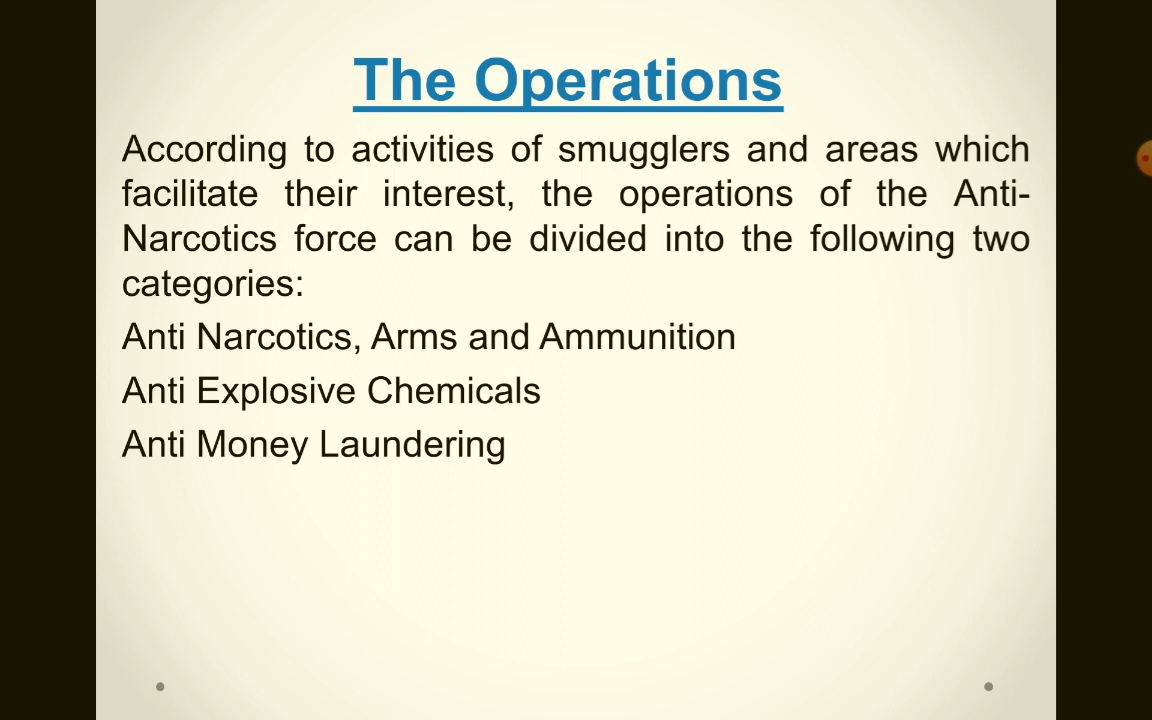 The Operations
According to activities of smugglers and areas which
facilitate their interest, the operations of the Anti-
Narcotics force can be divided into the following two
categories:
Anti Narcotics, Arms and Ammunition
Anti Explosive Chemicals
Anti Money Laundering